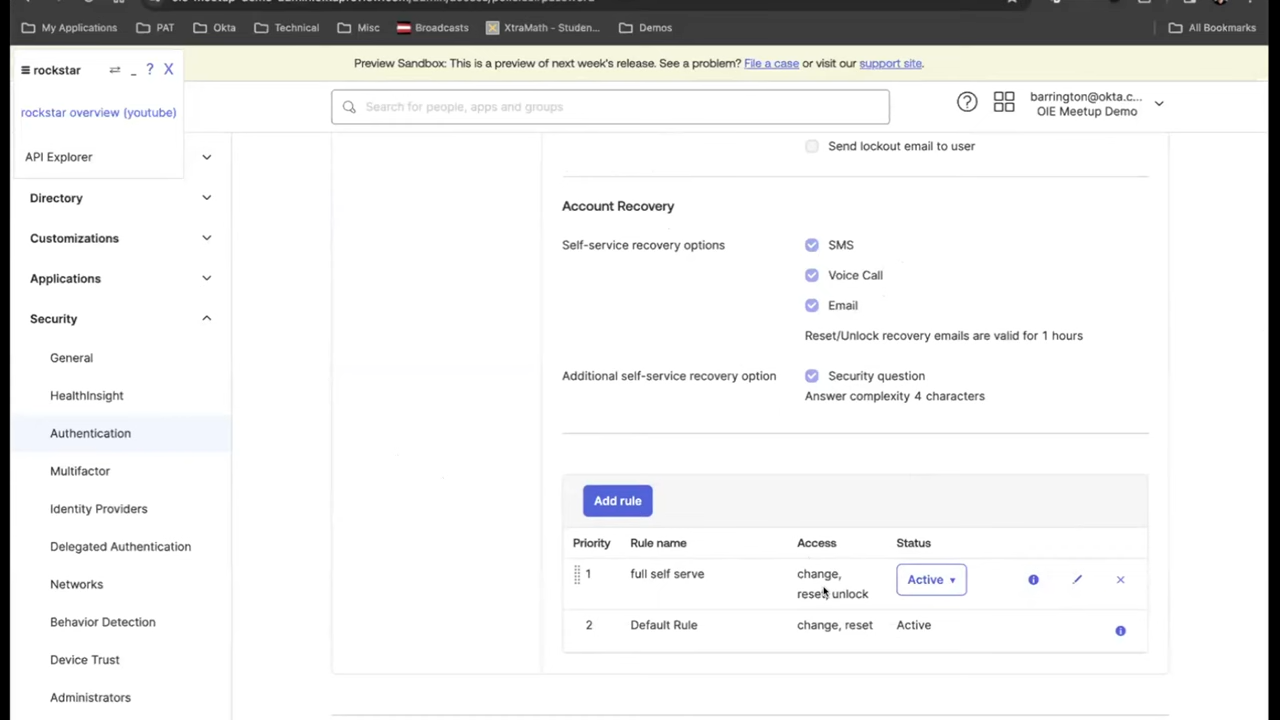 My Applications
PAT
Okta
Technical
Misc
Broadcasts
XtraMath - Studen...
Demos
All Bookmarks
rockstar
_ ? X
Preview Sandbox: This is a preview of next week's release. See a problem? File a case or visit our support site.
rockstar overview (youtube)
Search for people, apps and groups
barrington@okta.c...
OIE Meetup Demo
API Explorer
Directory
Customizations
Applications
Security
General
HealthInsight
Authentication
Multifactor
Identity Providers
Delegated Authentication
Networks
Behavior Detection
Device Trust
Administrators
Send lockout email to user
Account Recovery
Self-service recovery options
SMS
Voice Call
Email
Reset/Unlock recovery emails are valid for 1 hours
Additional self-service recovery option
Security question
Answer complexity 4 characters
Add rule
Priority Rule name Access Status
1 full self serve change, Active
reset, unlock
2 Default Rule change, reset Active